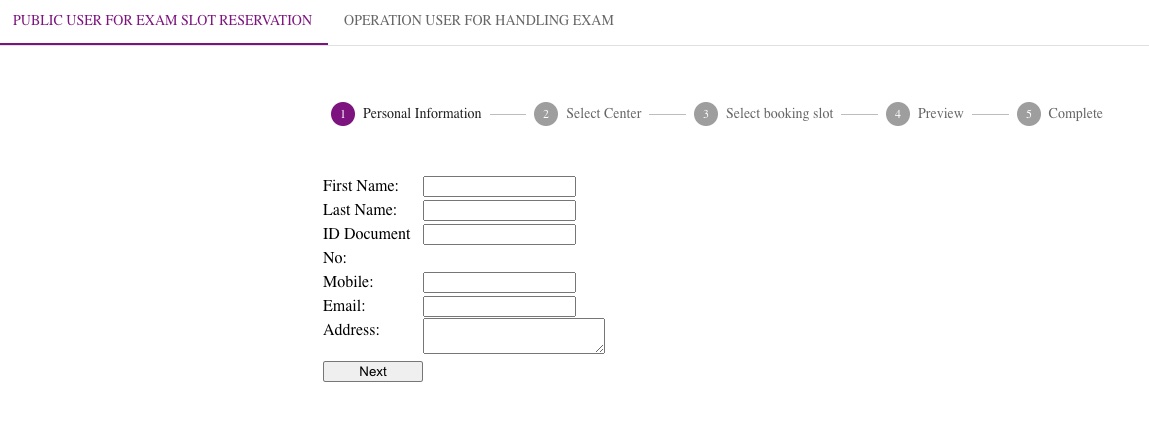 PUBLIC USER FOR EXAM SLOT RESERVATION OPERATION USER FOR HANDLING EXAM
1 Personal Information 2 Select Center 3 Select booking slot 4 Preview 5 Complete
First Name:
Last Name:
ID Document
No:
Mobile:
Email:
Address:
Next